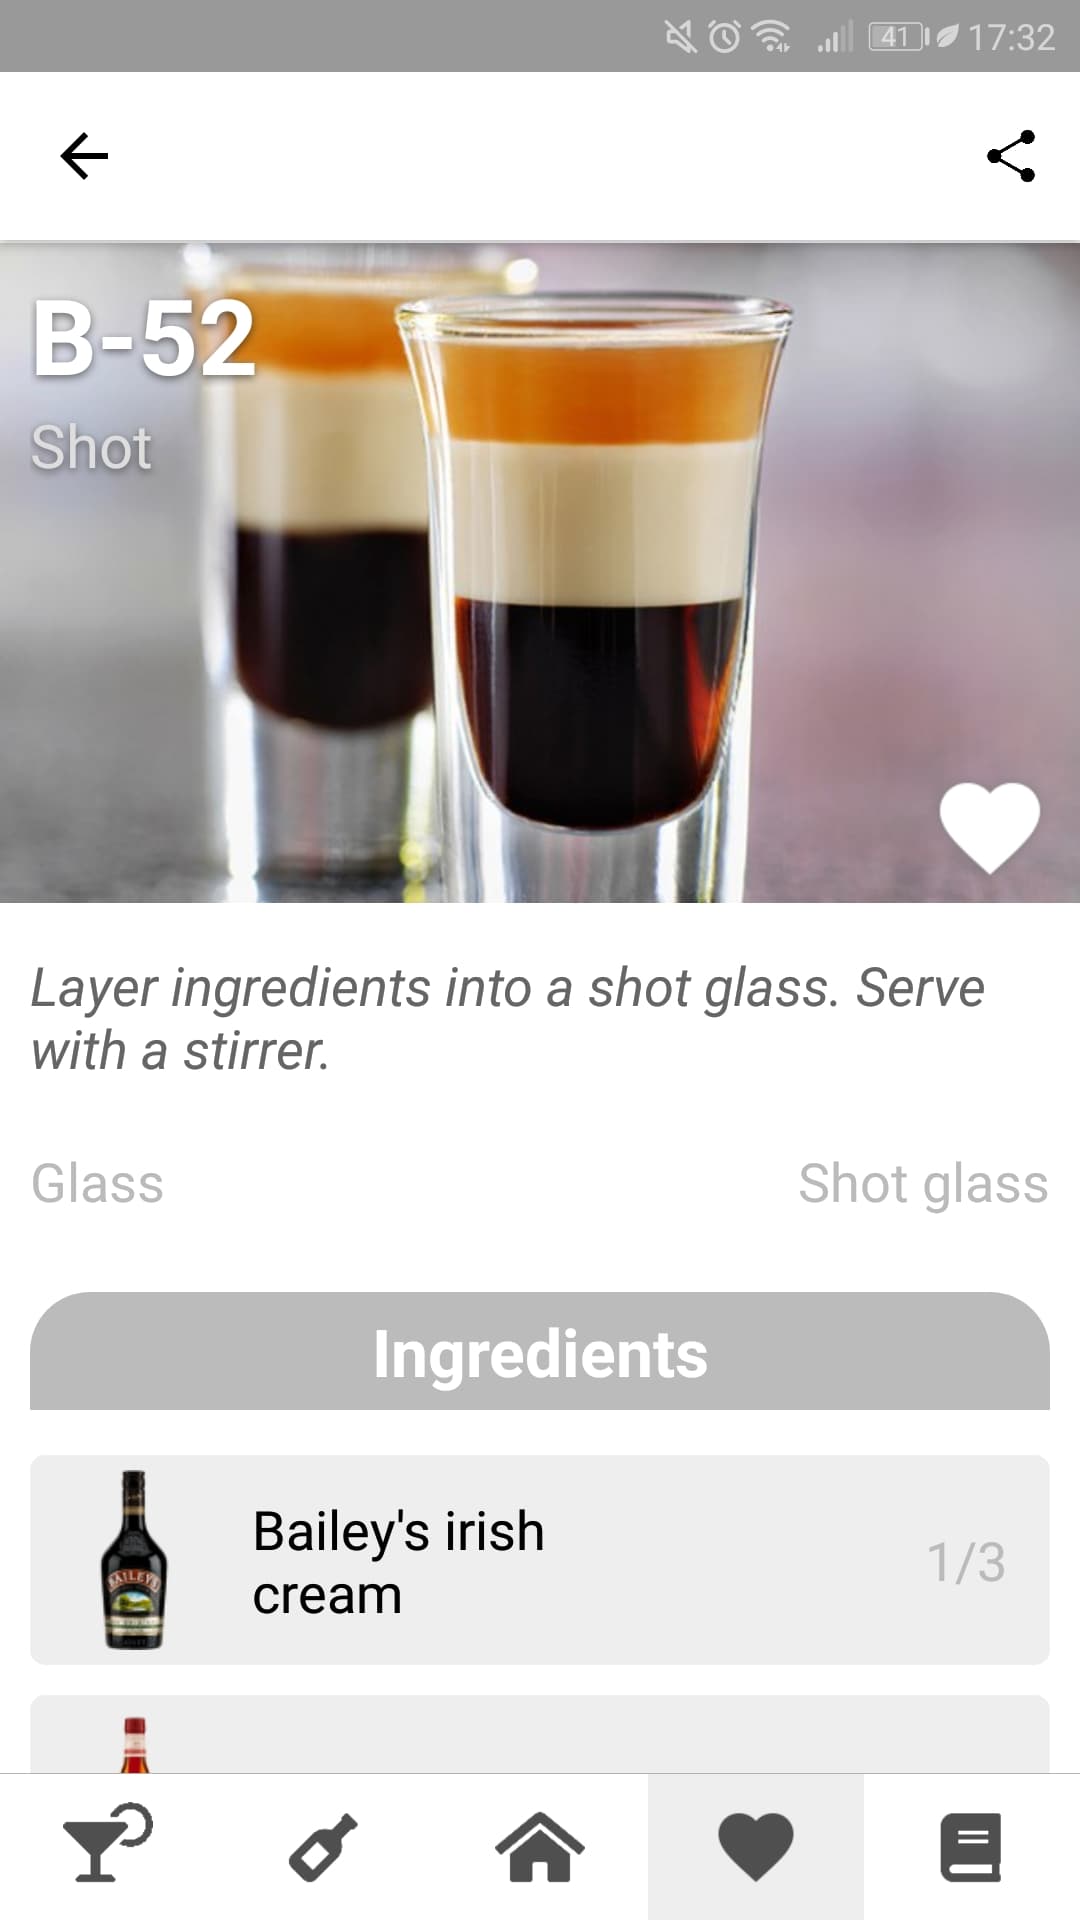 41 17:32
B-52
Shot
Layer ingredients into a shot glass. Serve
with a stirrer.
Glass Shot glass
Ingredients
BAILEYS
Bailey's irish
cream
1/3